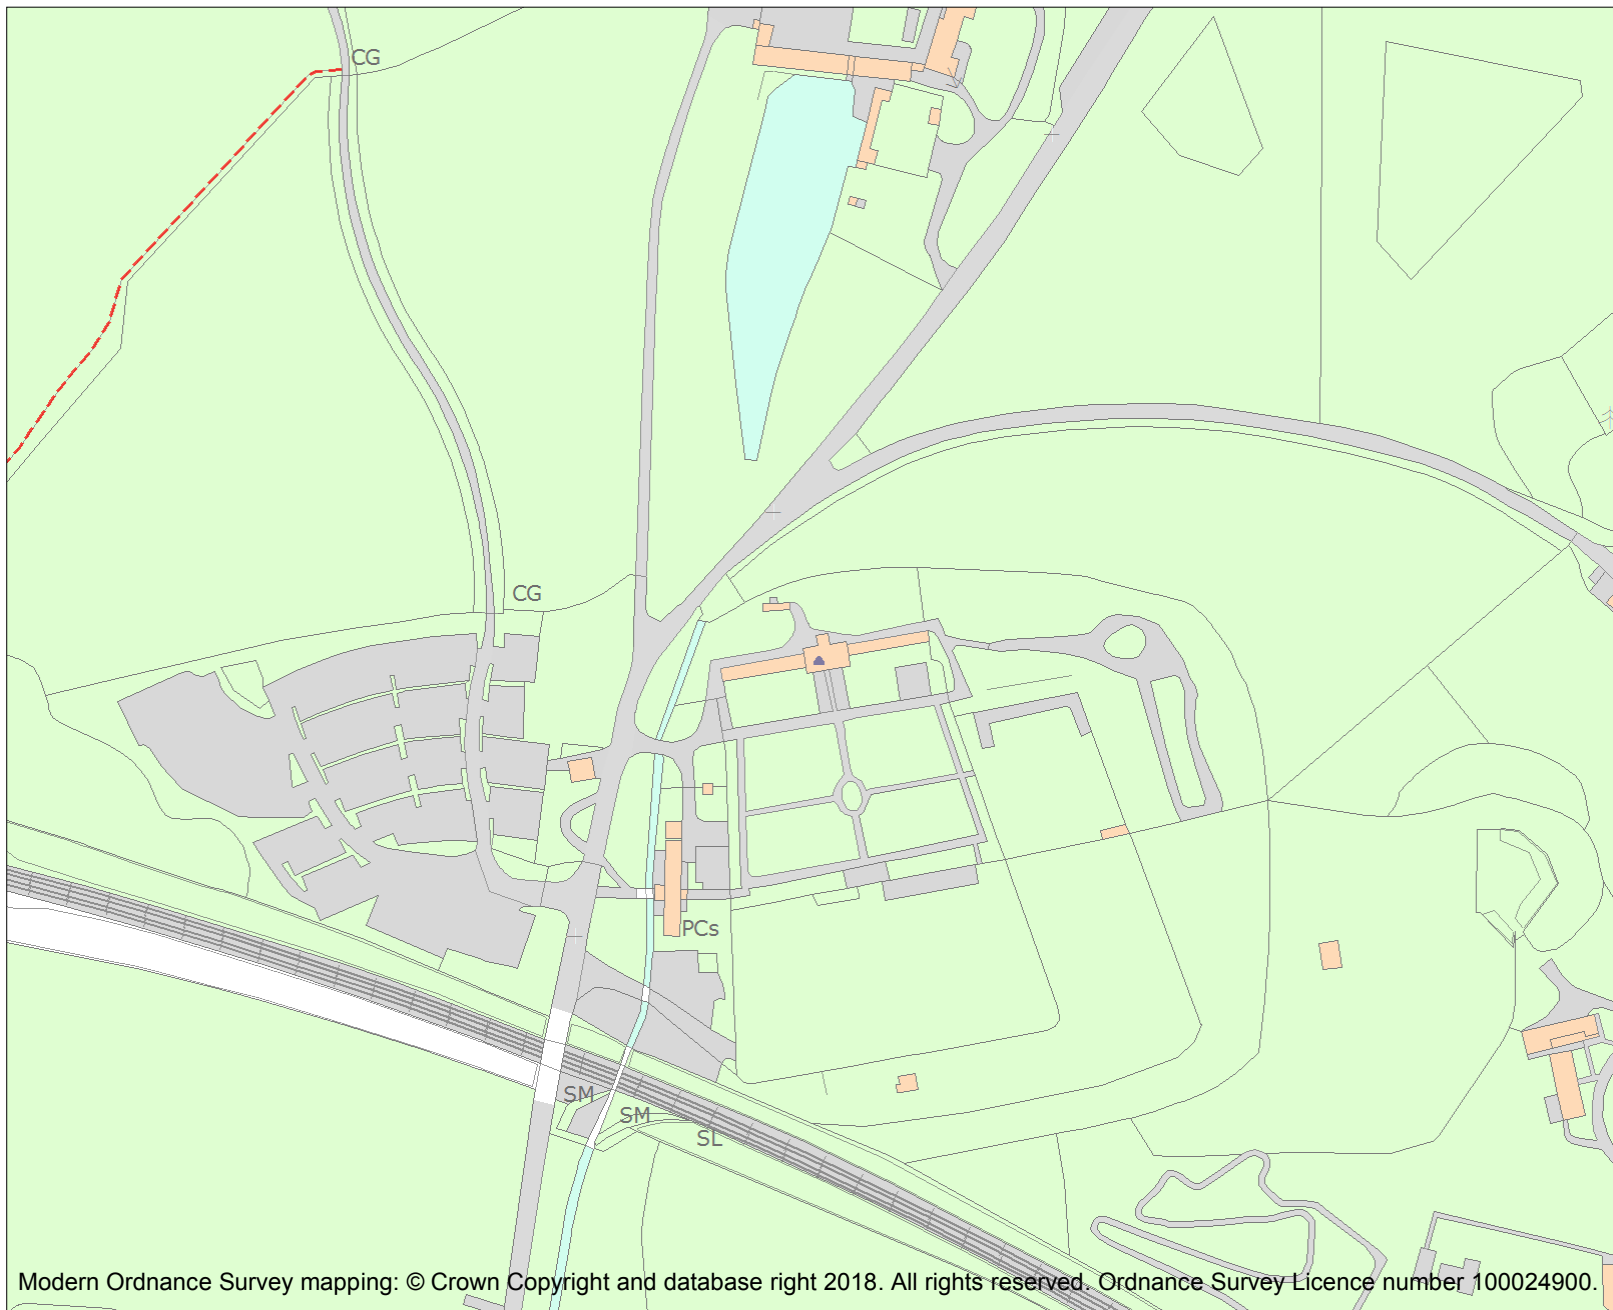 CG
CG
PCs
SM
SM
SL
Modern Ordnance Survey mapping: © Crown Copyright and database right 2018. All rights reserved. Ordnance Survey Licence number 100024900.